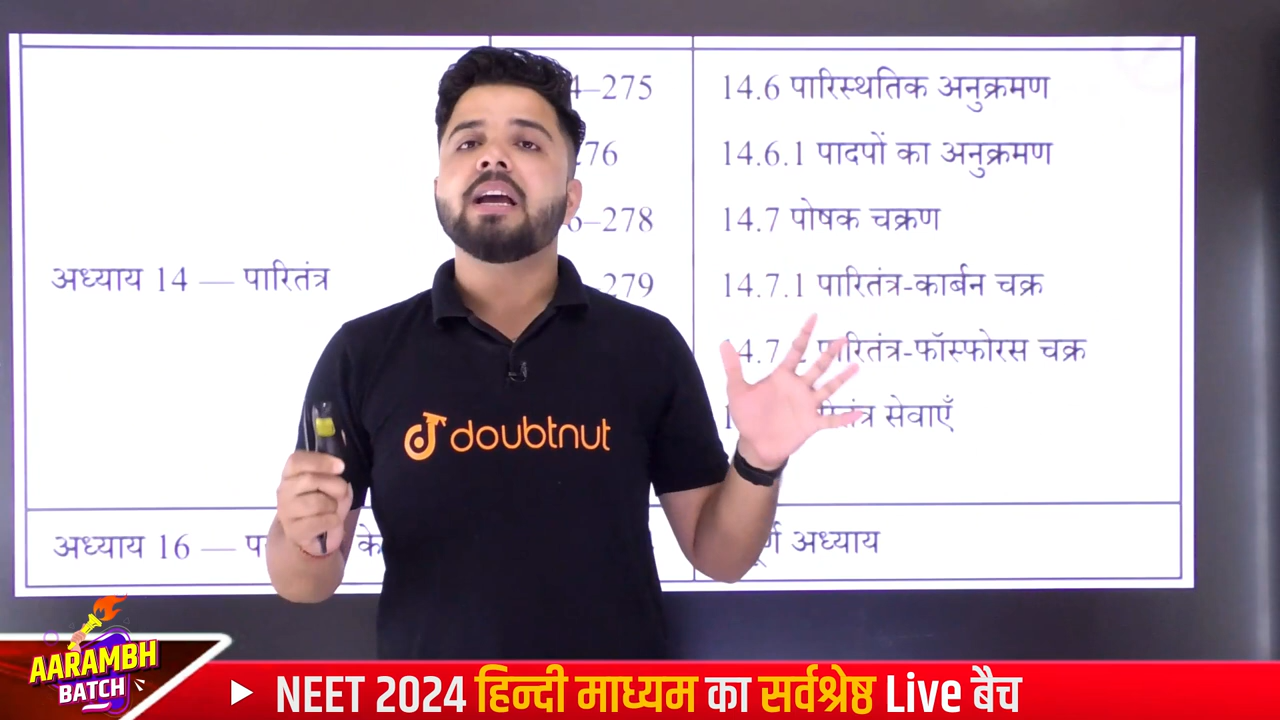 4–275 14.6 पारिस्थतिक अनुक्रमण
276 14.6.1 पादपों का अनुक्रमण
–278 14.7 पोषक चक्रण
अध्याय 14 — पारितंत्र –279 14.7.1 पारितंत्र-कार्बन चक्र
पारितंत्र-फॉस्फोरस चक्र
सेवाएँ
अध्याय 16 — के अध्याय
doubtnut
AARAMBH
BATCH
NEET 2024 हिन्दी माध्यम का सर्वश्रेष्ठ Live बैच